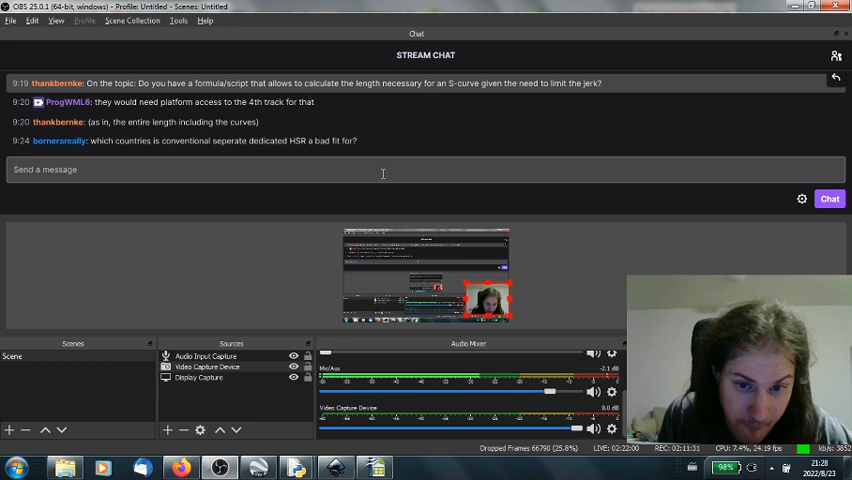 OBS 25.0.1 (64-bit, windows) - Profile: Untitled - Scenes: Untitled
File Edit View Profile Scene Collection Tools Help
Chat
STREAM CHAT
9:19 thankbernke: On the topic: Do you have a formula/script that allows to calculate the length necessary for an S-curve given the need to limit the jerk?
9:20 ProgWML6: they would need platform access to the 4th track for that
9:20 thankbernke: (as in, the entire length including the curves)
9:24 bornersreally: which countries is conventional seperate dedicated HSR a bad fit for?
Send a message
Chat
Scenes Sources Audio Mixer
Scene
Audio Input Capture
Video Capture Device
Display Capture
Mic/Aux -2.1 dB
Video Capture Device 0.0 dB
Dropped Frames 66790 (25.8%) LIVE: 02:22:00 REC: 02:11:31 CPU: 7.4%, 24.19 fps kb/s: 3852
98%
21:28
2022/8/23